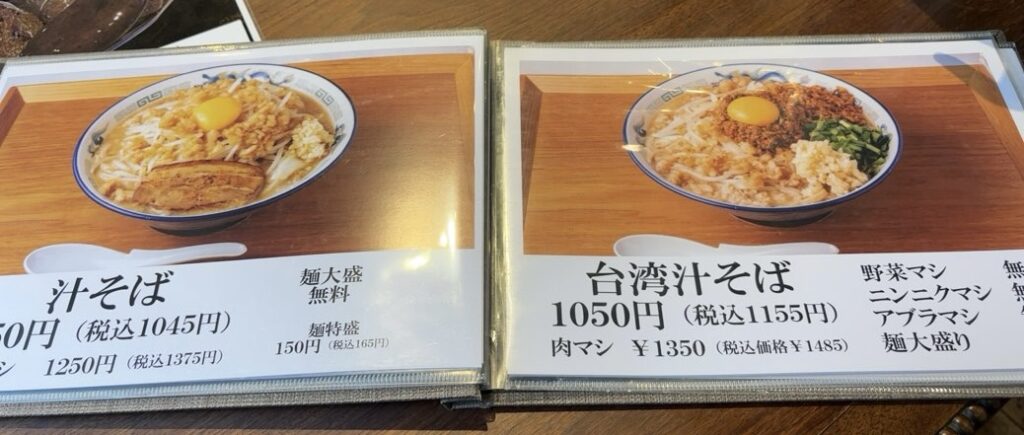 汁そば
50円（税込1045円）
シ 1250円（税込1375円）
麺大盛
無料
麺特盛
150円（税込165円）
台湾汁そば
1050円（税込1155円）
肉マシ ￥1350（税込価格￥1485）
野菜マシ 無
ニンニクマシ
アブラマシ
麺大盛り